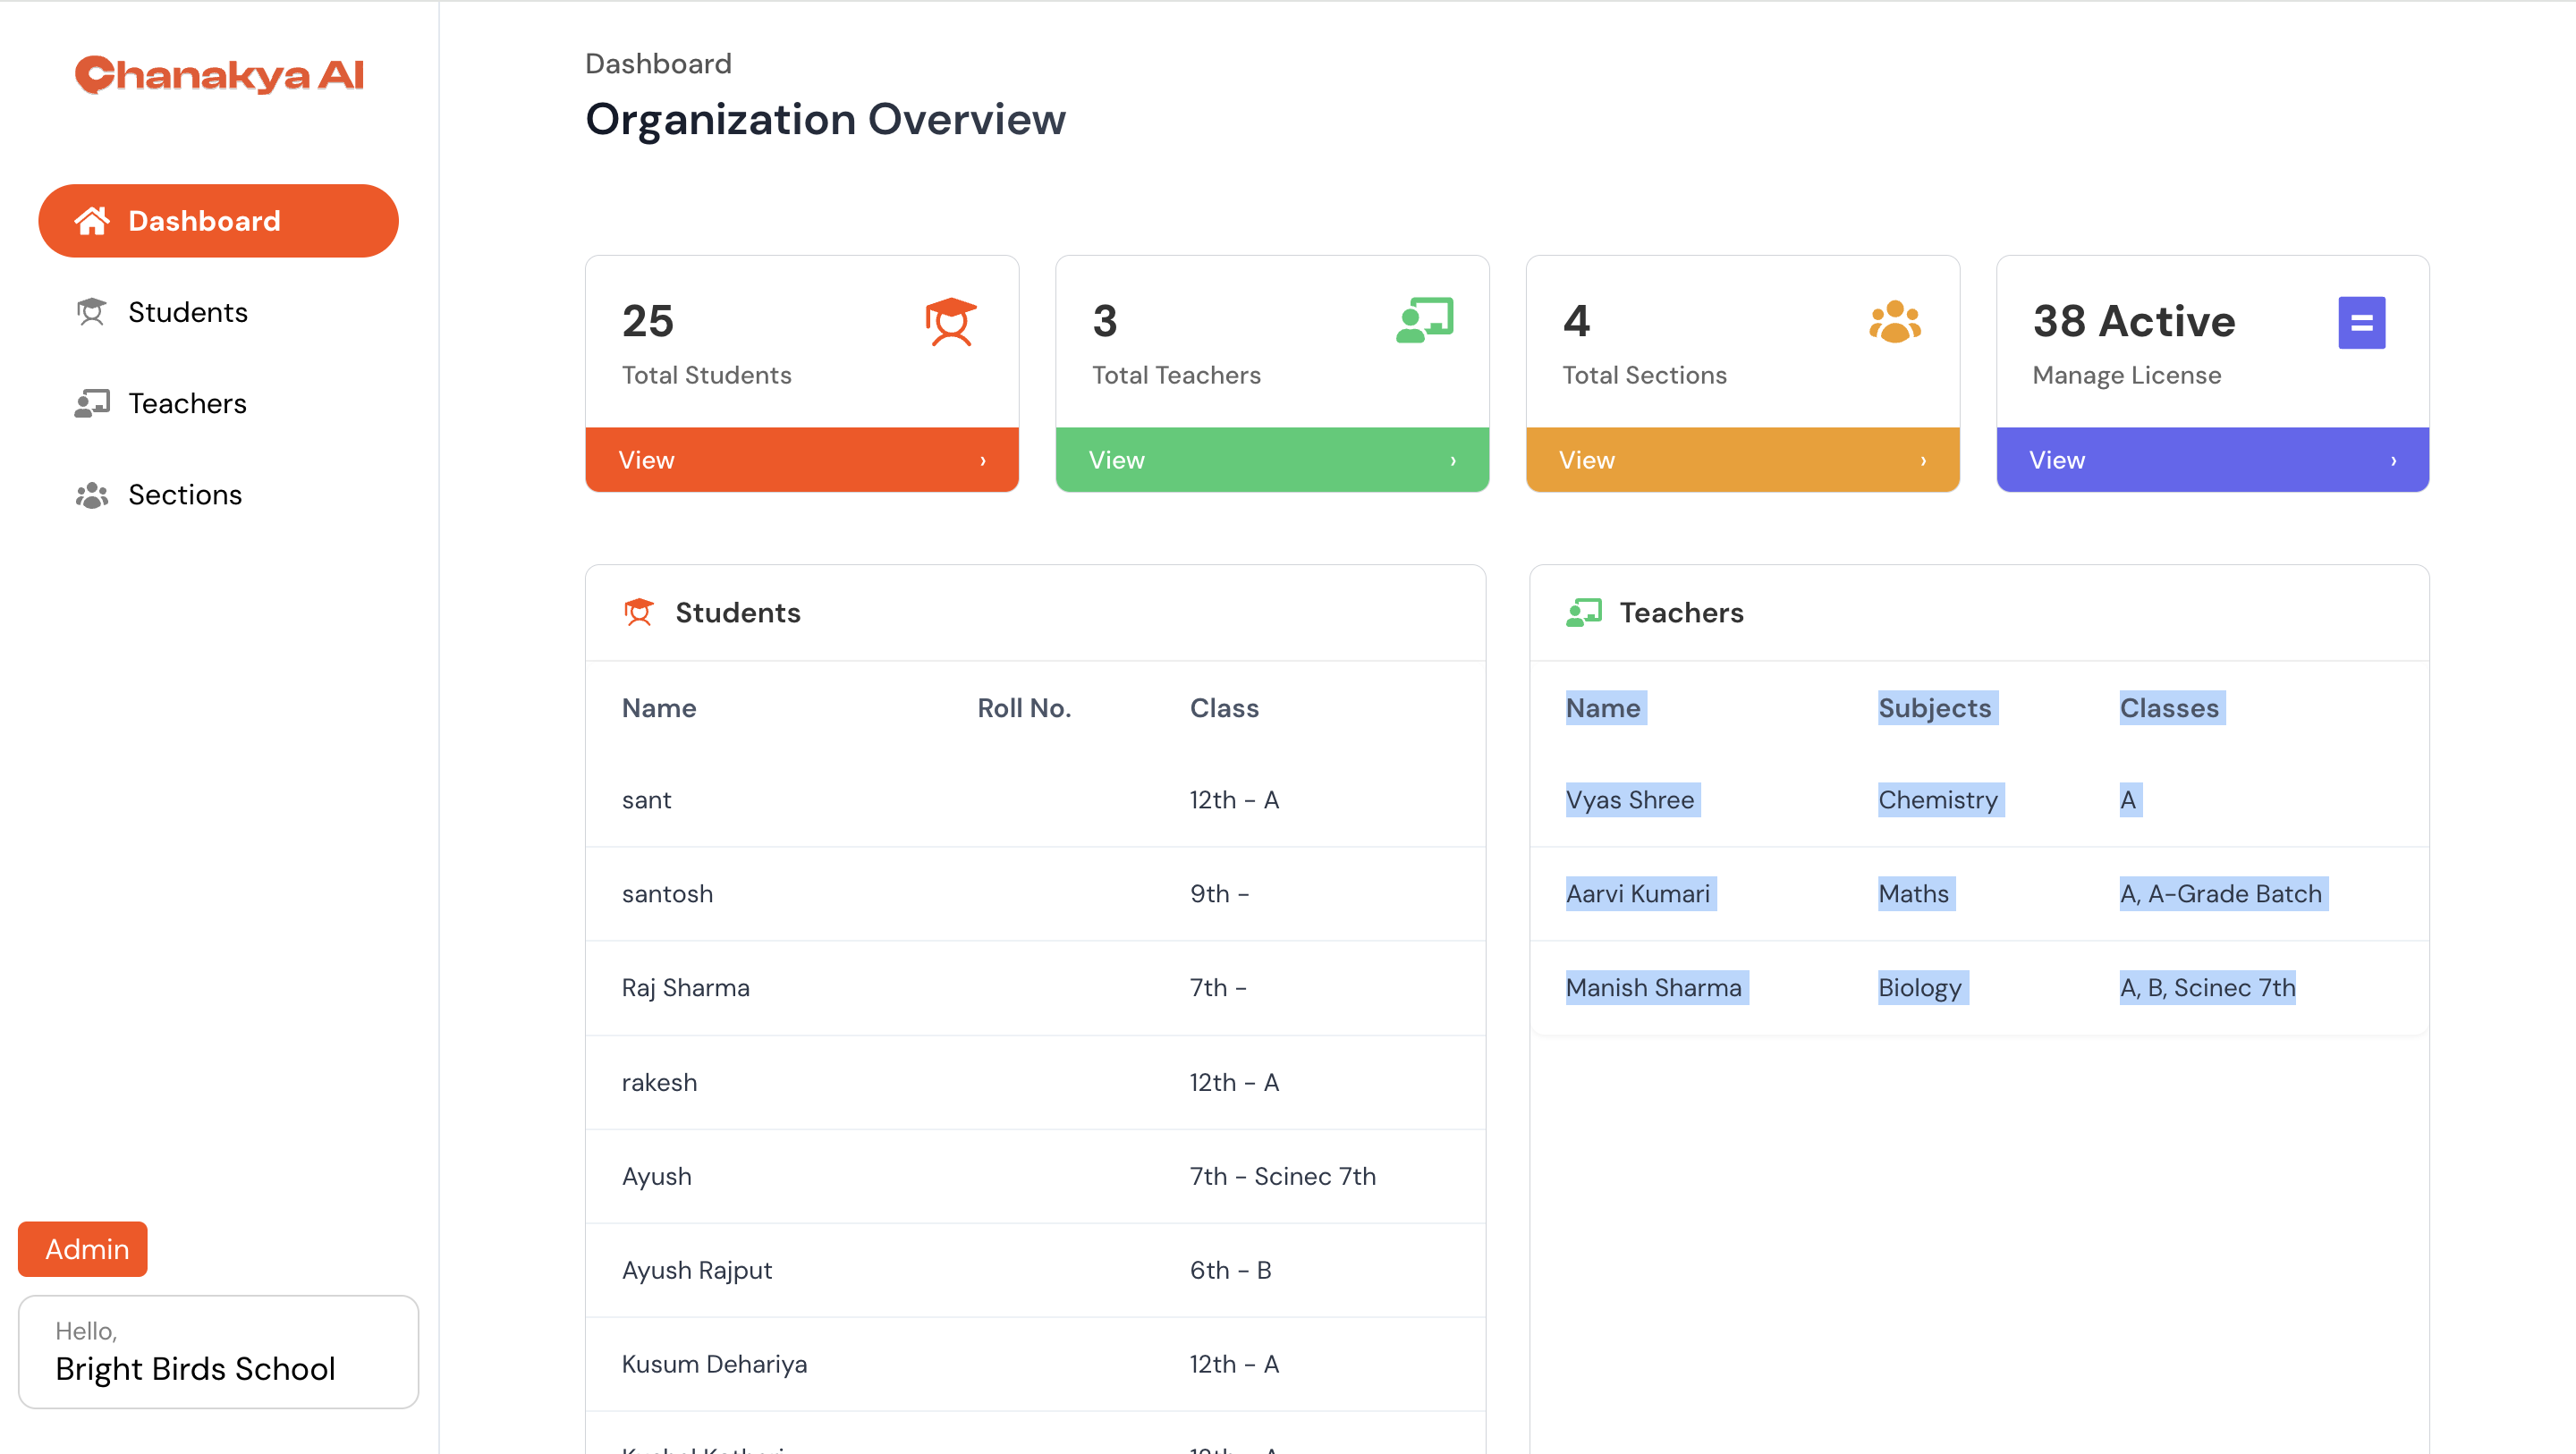 Chanakya AI
Dashboard
Students
Teachers
Sections
Admin
Hello,
Bright Birds School
Dashboard
Organization Overview
25
Total Students
View
3
Total Teachers
View
4
Total Sections
View
38 Active
Manage License
View
Students
Name Roll No. Class
sant 12th - A
santosh 9th -
Raj Sharma 7th -
rakesh 12th - A
Ayush 7th - Scinec 7th
Ayush Rajput 6th - B
Kusum Dehariya 12th - A
Teachers
Name Subjects Classes
Vyas Shree Chemistry A
Aarvi Kumari Maths A, A-Grade Batch
Manish Sharma Biology A, B, Scinec 7th